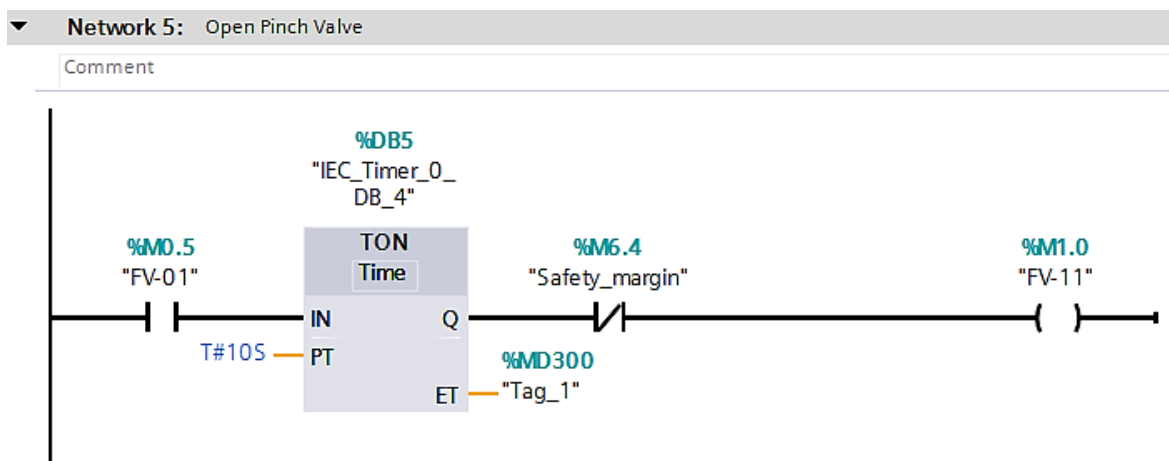 Network 5: Open Pinch Valve
Comment
%DB5
"IEC_Timer_0_
DB_4"
%M0.5
"FV-01"
TON
Time
IN
Q
T#10S
PT
ET
%MD300
"Tag_1"
%M6.4
"Safety_margin"
%M1.0
"FV-11"